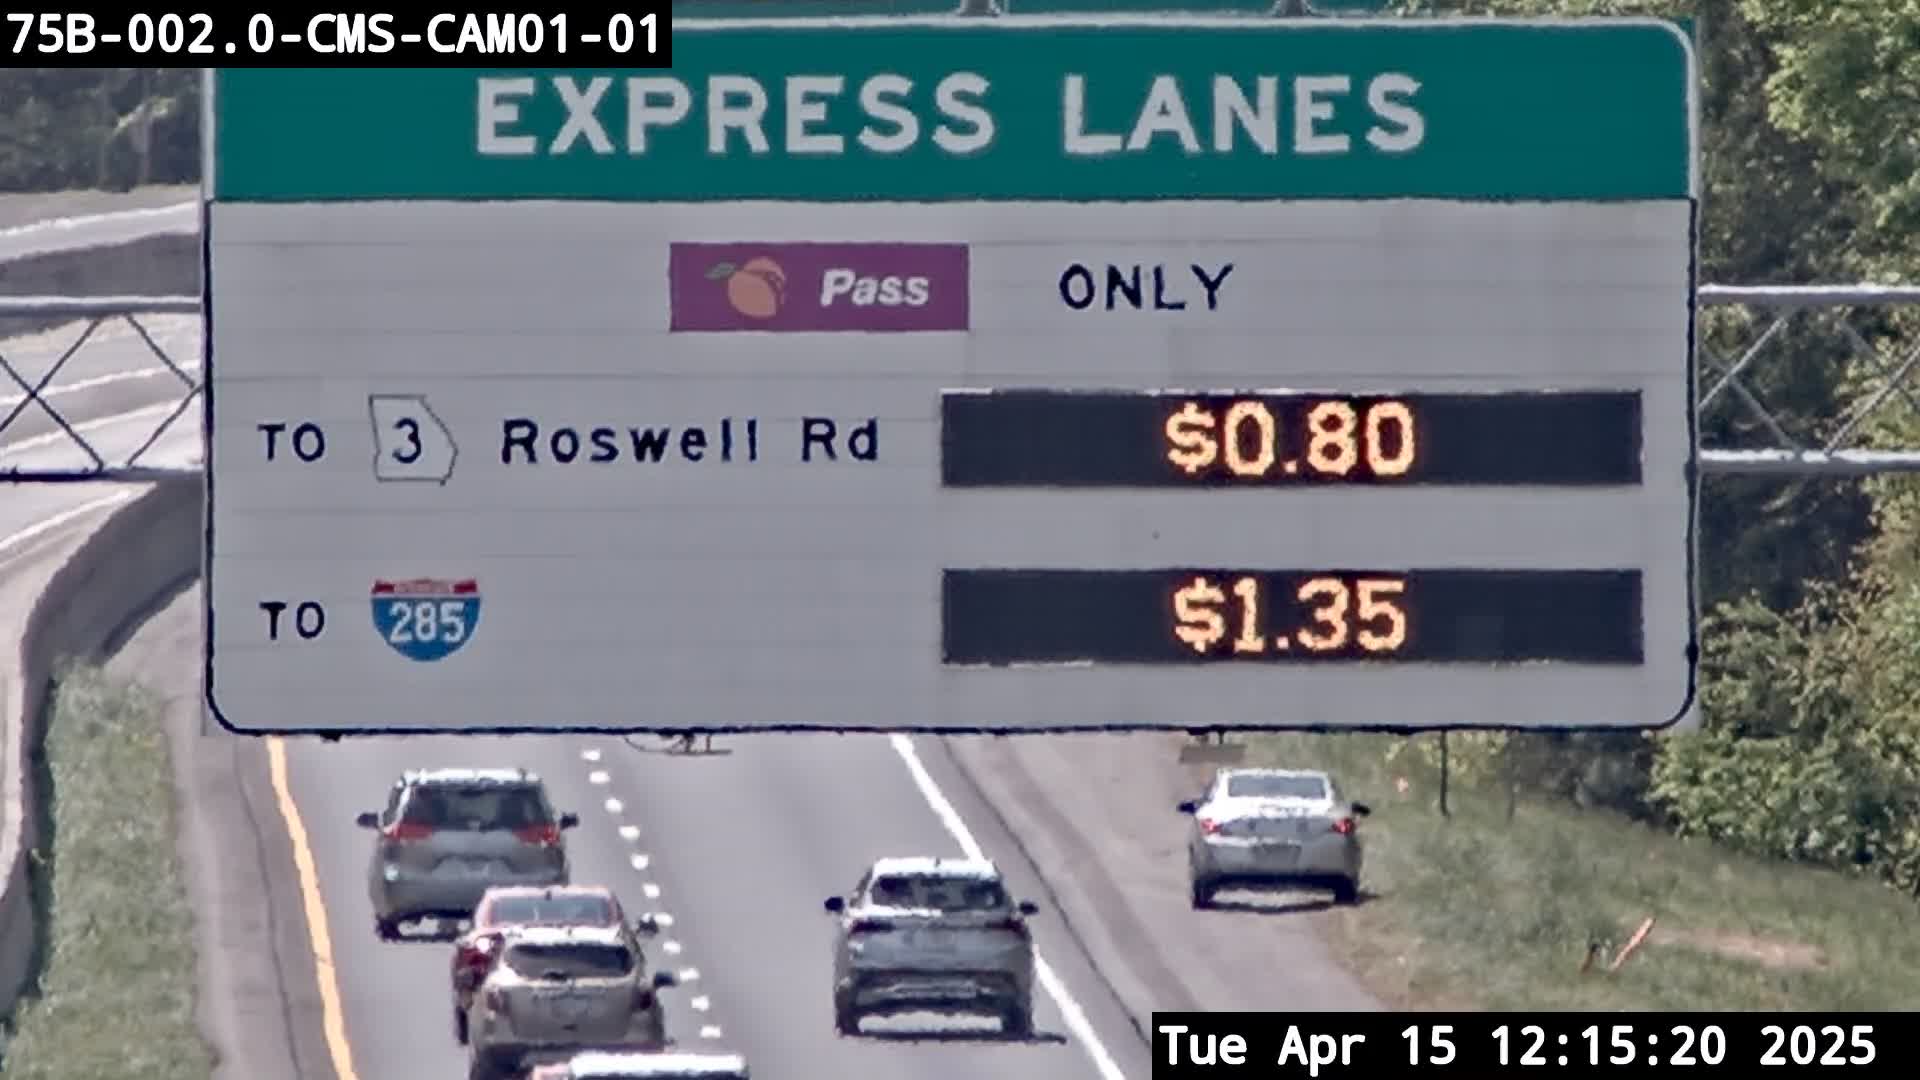 75B-002.0-CMS-CAM01-01
EXPRESS LANES
Pass ONLY
TO 3 Roswell Rd $0.80
TO 285 $1.35
Tue Apr 15 12:15:20 2025